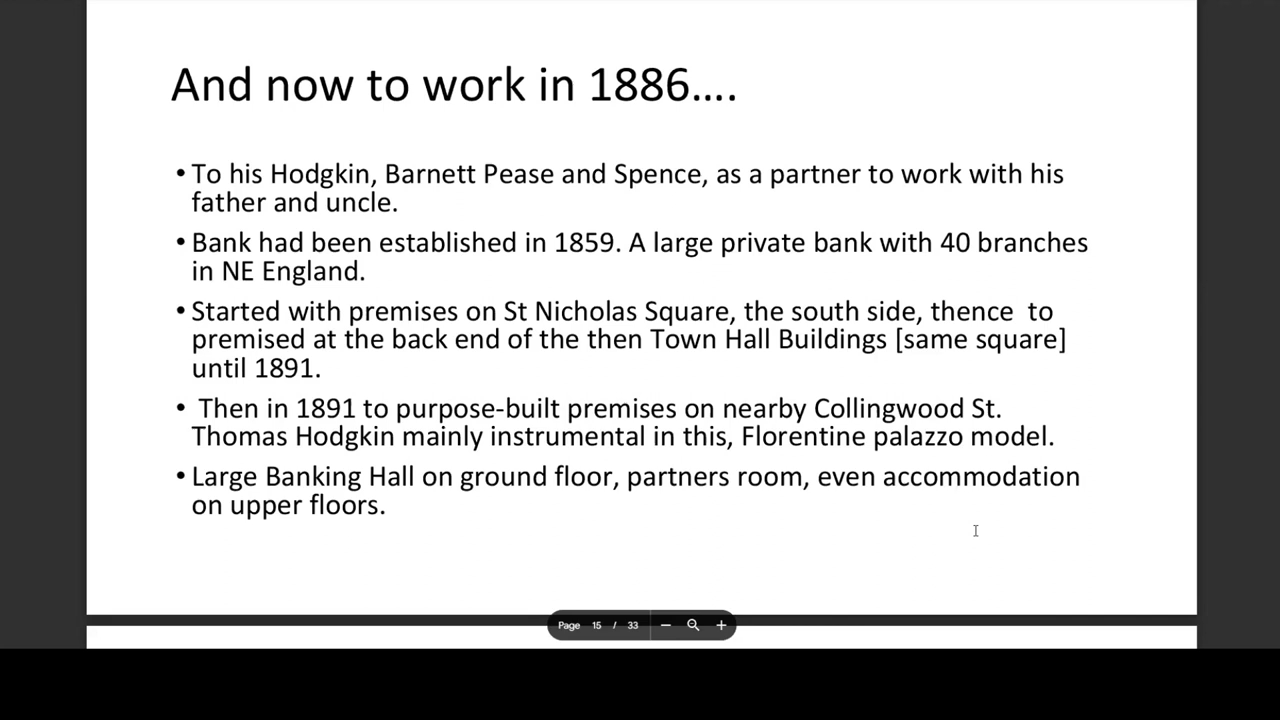 And now to work in 1886....
•To his Hodgkin, Barnett Pease and Spence, as a partner to work with his
father and uncle.
•Bank had been established in 1859. A large private bank with 40 branches
in NE England.
•Started with premises on St Nicholas Square, the south side, thence  to
premised at the back end of the then Town Hall Buildings [same square]
until 1891.
• Then in 1891 to purpose-built premises on nearby Collingwood St.
Thomas Hodgkin mainly instrumental in this, Florentine palazzo model.
•Large Banking Hall on ground floor, partners room, even accommodation
on upper floors.
Page 15 / 33